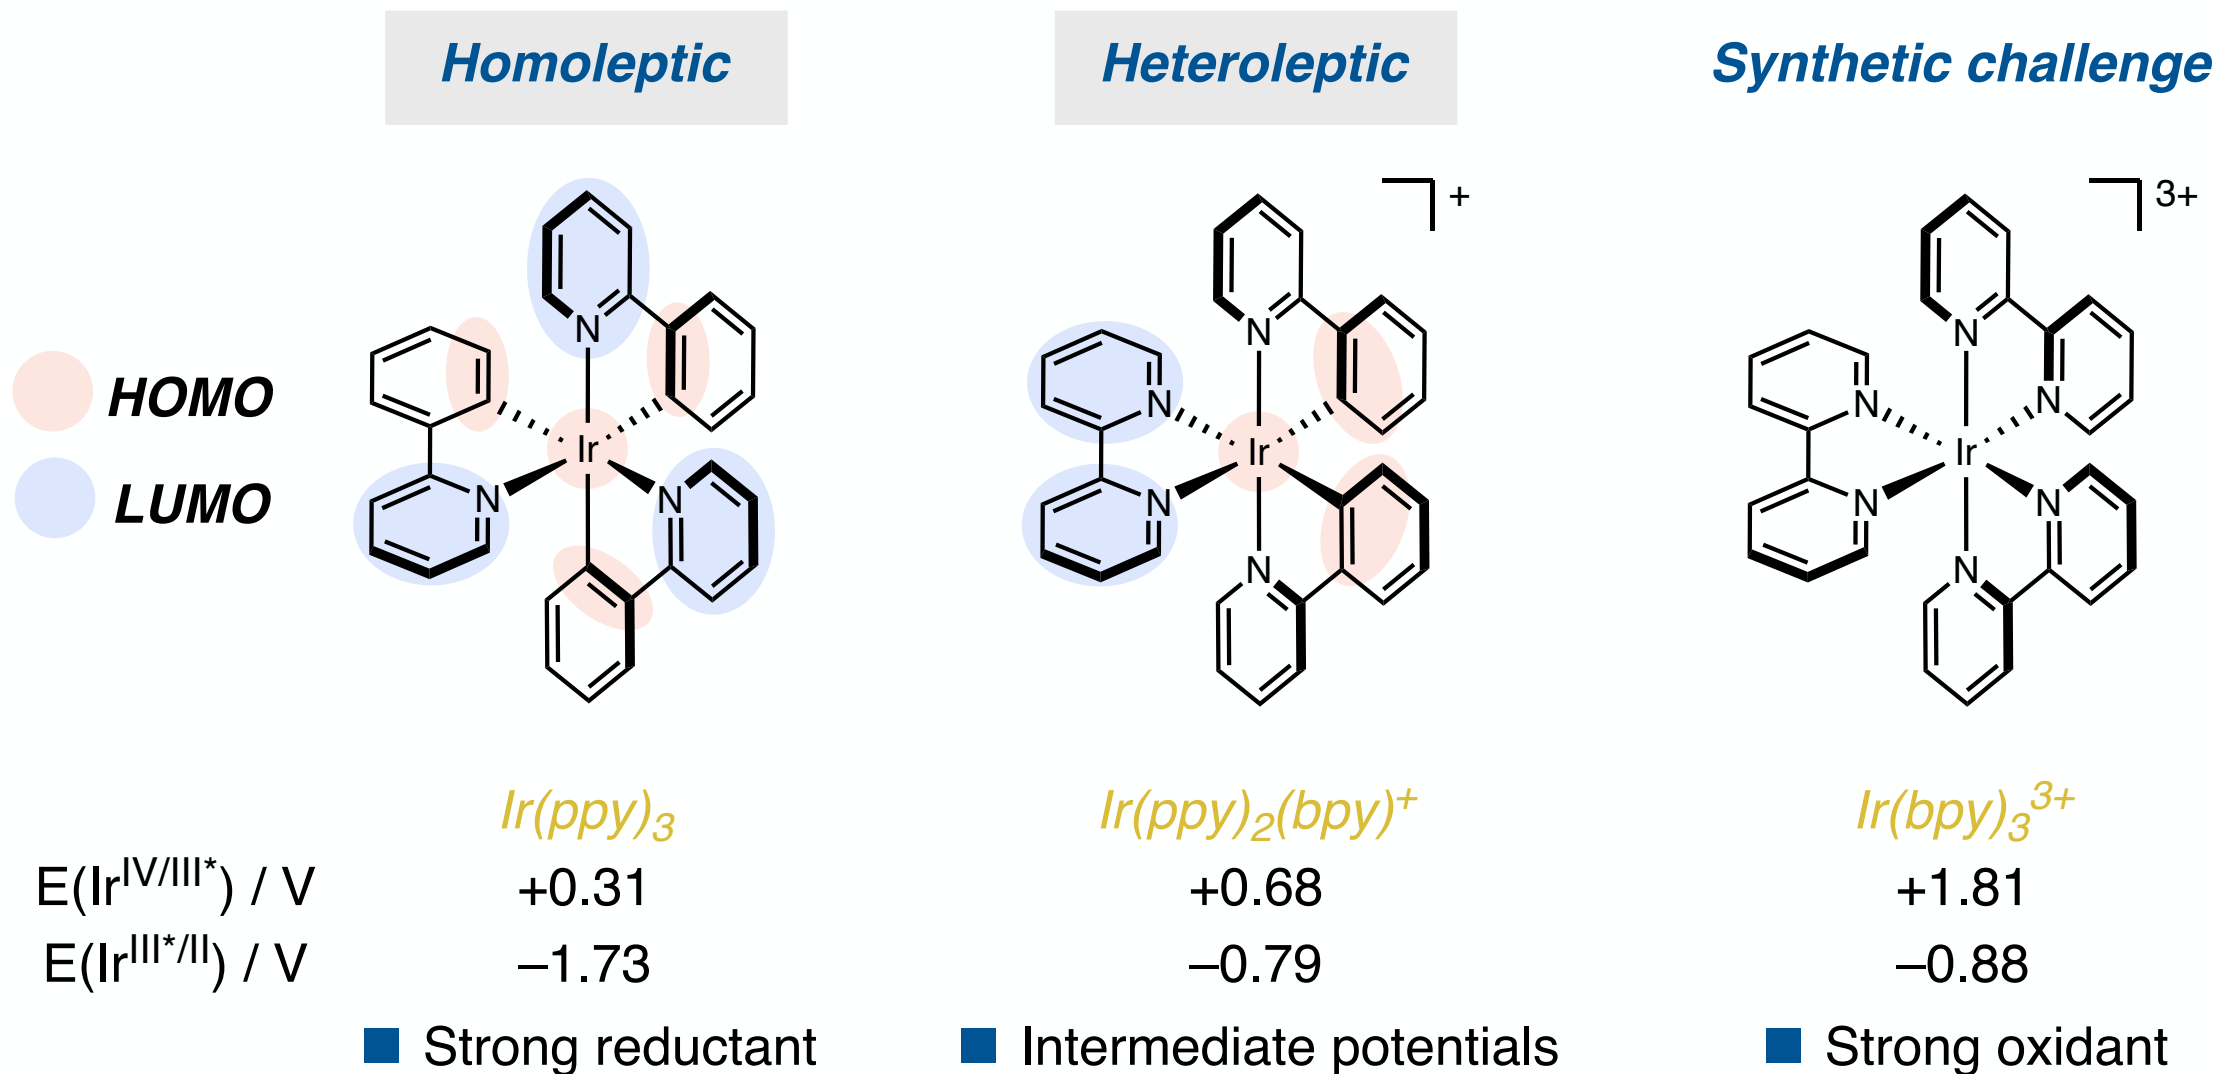 Homoleptic
Heteroleptic
Synthetic challenge
HOMO
LUMO
N
N
N
Ir
+
N
N
N
N
Ir
3+
N
N
N
N
N
N
Ir
Ir(ppy)3
Ir(ppy)2(bpy)+
Ir(bpy)3 3+
E(IrIV/III*) / V
+0.31
+0.68
+1.81
E(IrIII*/II) / V
–1.73
–0.79
–0.88
Strong reductant
Intermediate potentials
Strong oxidant